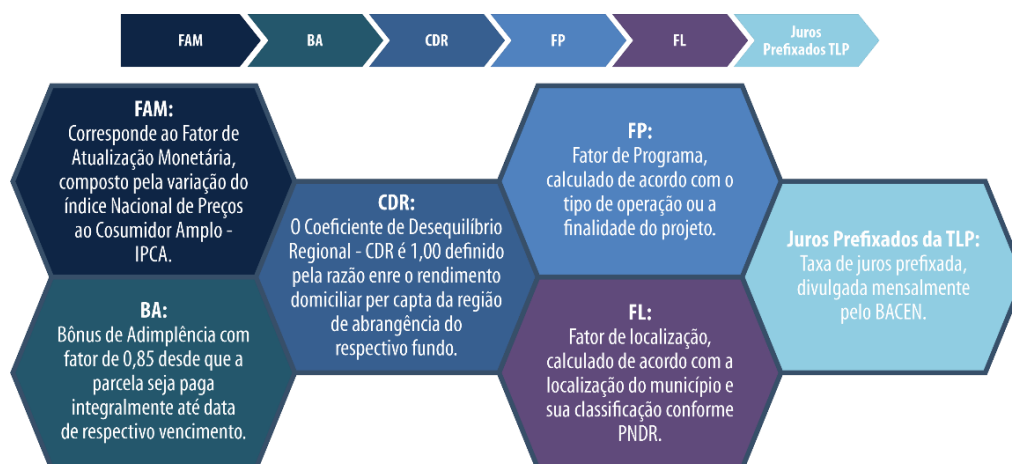 FAM
BA
CDR
FP
FL
Juros
Prefixados TLP
FAM:
Corresponde ao Fator de
Atualização Monetária,
composto pela variação do
índice Nacional de Preços
ao Cosumidor Amplo -
IPCA.
BA:
Bônus de Adimplência com
fator de 0,85 desde que a
parcela seja paga
integralmente até data
de respectivo vencimento.
CDR:
O Coeficiente de Desequilíbrio
Regional - CDR é 1,00 definido
pela razão enre o rendimento
domiciliar per capta da região
de abrangência do
respectivo fundo.
FP:
Fator de Programa,
calculado de acordo com o
tipo de operação ou a
finalidade do projeto.
FL:
Fator de localização,
calculado de acordo com a
localização do município e
sua classificação conforme
PNDR.
Juros Prefixados da TLP:
Taxa de juros prefixada,
divulgada mensalmente
pelo BACEN.